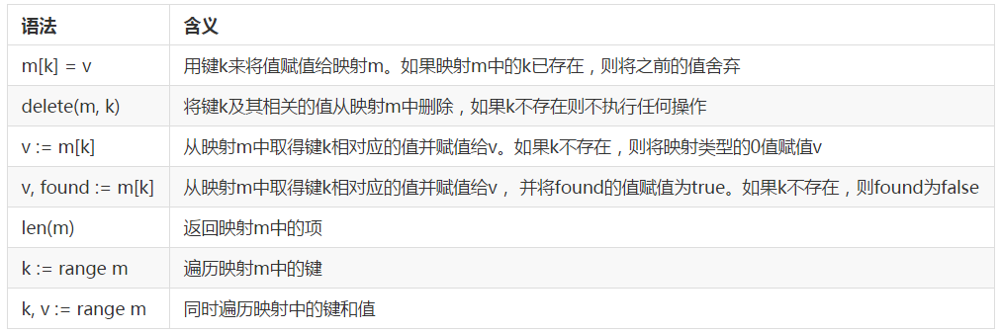 语法 含义
m[k] = v 用键k来将值赋值给映射m。如果映射m中的k已存在，则将之前的值舍弃
delete(m, k) 将键k及其相关的值从映射m中删除，如果k不存在则不执行任何操作
v := m[k] 从映射m中取得键k相对应的值并赋值给v。如果k不存在，则将映射类型的0值赋值v
v, found := m[k] 从映射m中取得键k相对应的值并赋值给v， 并将found的值赋值为true。如果k不存在，则found为false
len(m) 返回映射m中的项
k := range m 遍历映射m中的键
k, v := range m 同时遍历映射中的键和值